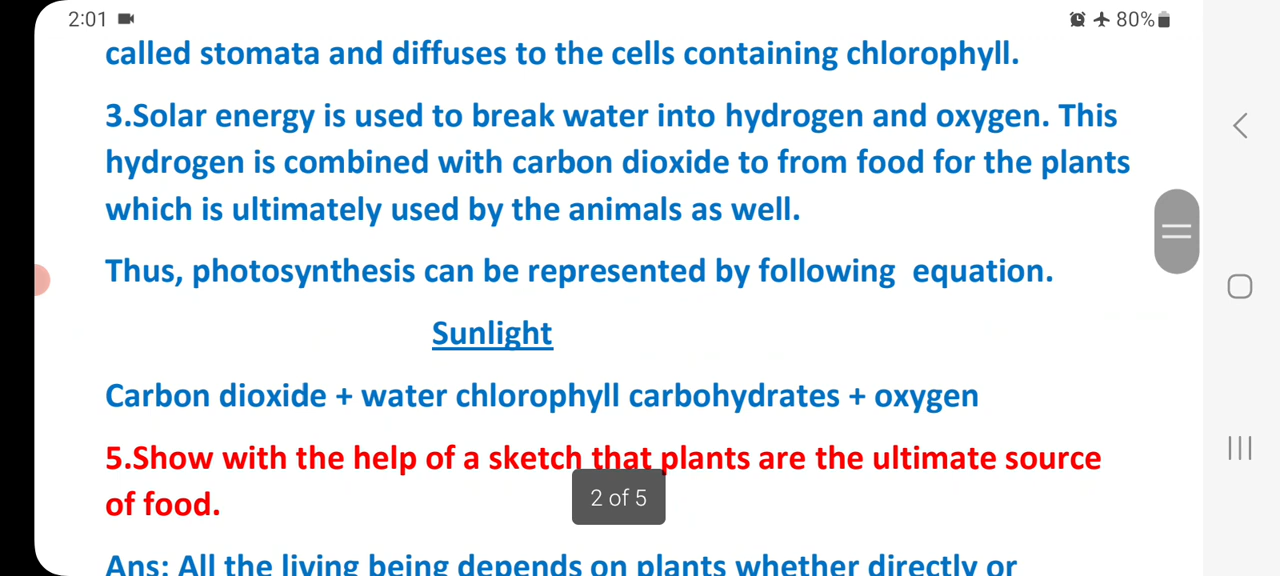 2:01 80%
called stomata and diffuses to the cells containing chlorophyll.
3.Solar energy is used to break water into hydrogen and oxygen. This
hydrogen is combined with carbon dioxide to from food for the plants
which is ultimately used by the animals as well.
Thus, photosynthesis can be represented by following  equation.
Sunlight
Carbon dioxide + water chlorophyll carbohydrates + oxygen
5.Show with the help of a sketch that plants are the ultimate source
of food.
2 of 5
Ans: All the living being depends on plants whether directly or